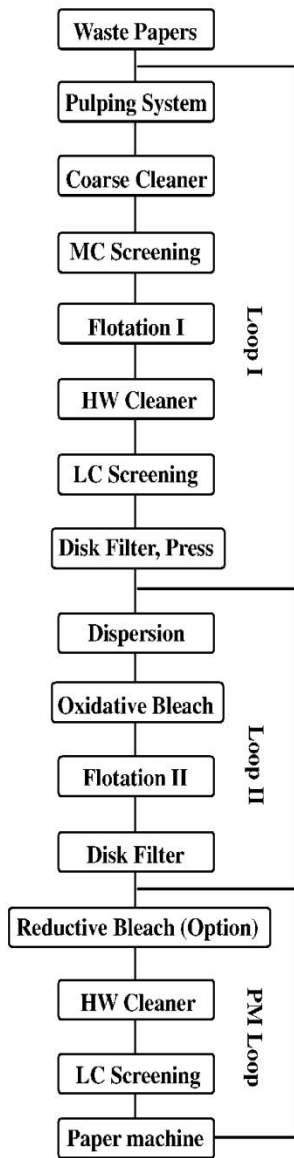 Waste Papers
Pulping System
Coarse Cleaner
MC Screening
Flotation I
HW Cleaner
LC Screening
Disk Filter, Press
Loop I
Dispersion
Oxidative Bleach
Flotation II
Disk Filter
Loop II
Reductive Bleach (Option)
HW Cleaner
LC Screening
Paper machine
PM Loop